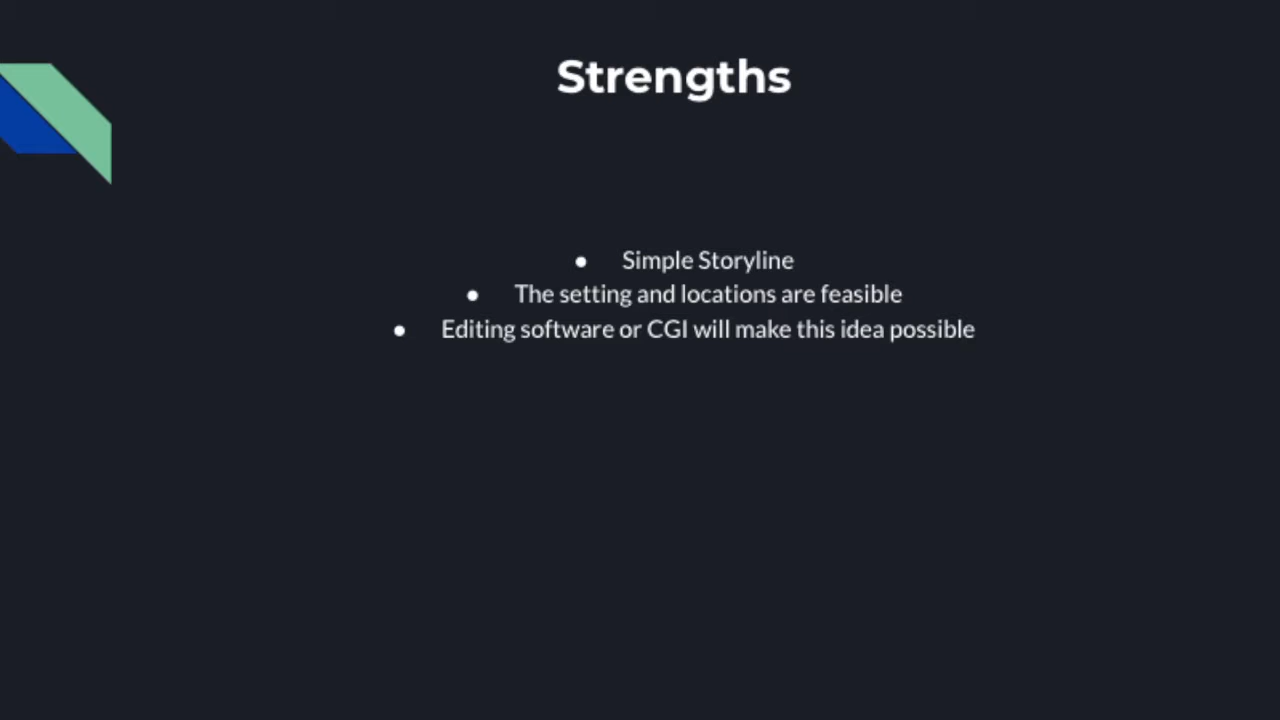 Strengths
● Simple Storyline
● The setting and locations are feasible
● Editing software or CGI will make this idea possible